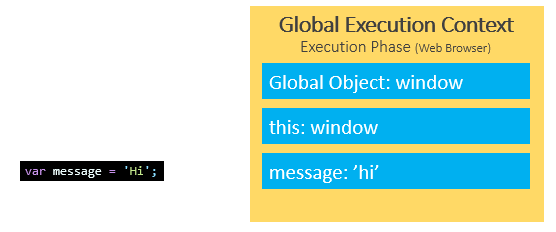 Global Execution Context
Execution Phase (Web Browser)
Global Object: window
this: window
message: ’hi’
var message = 'Hi';